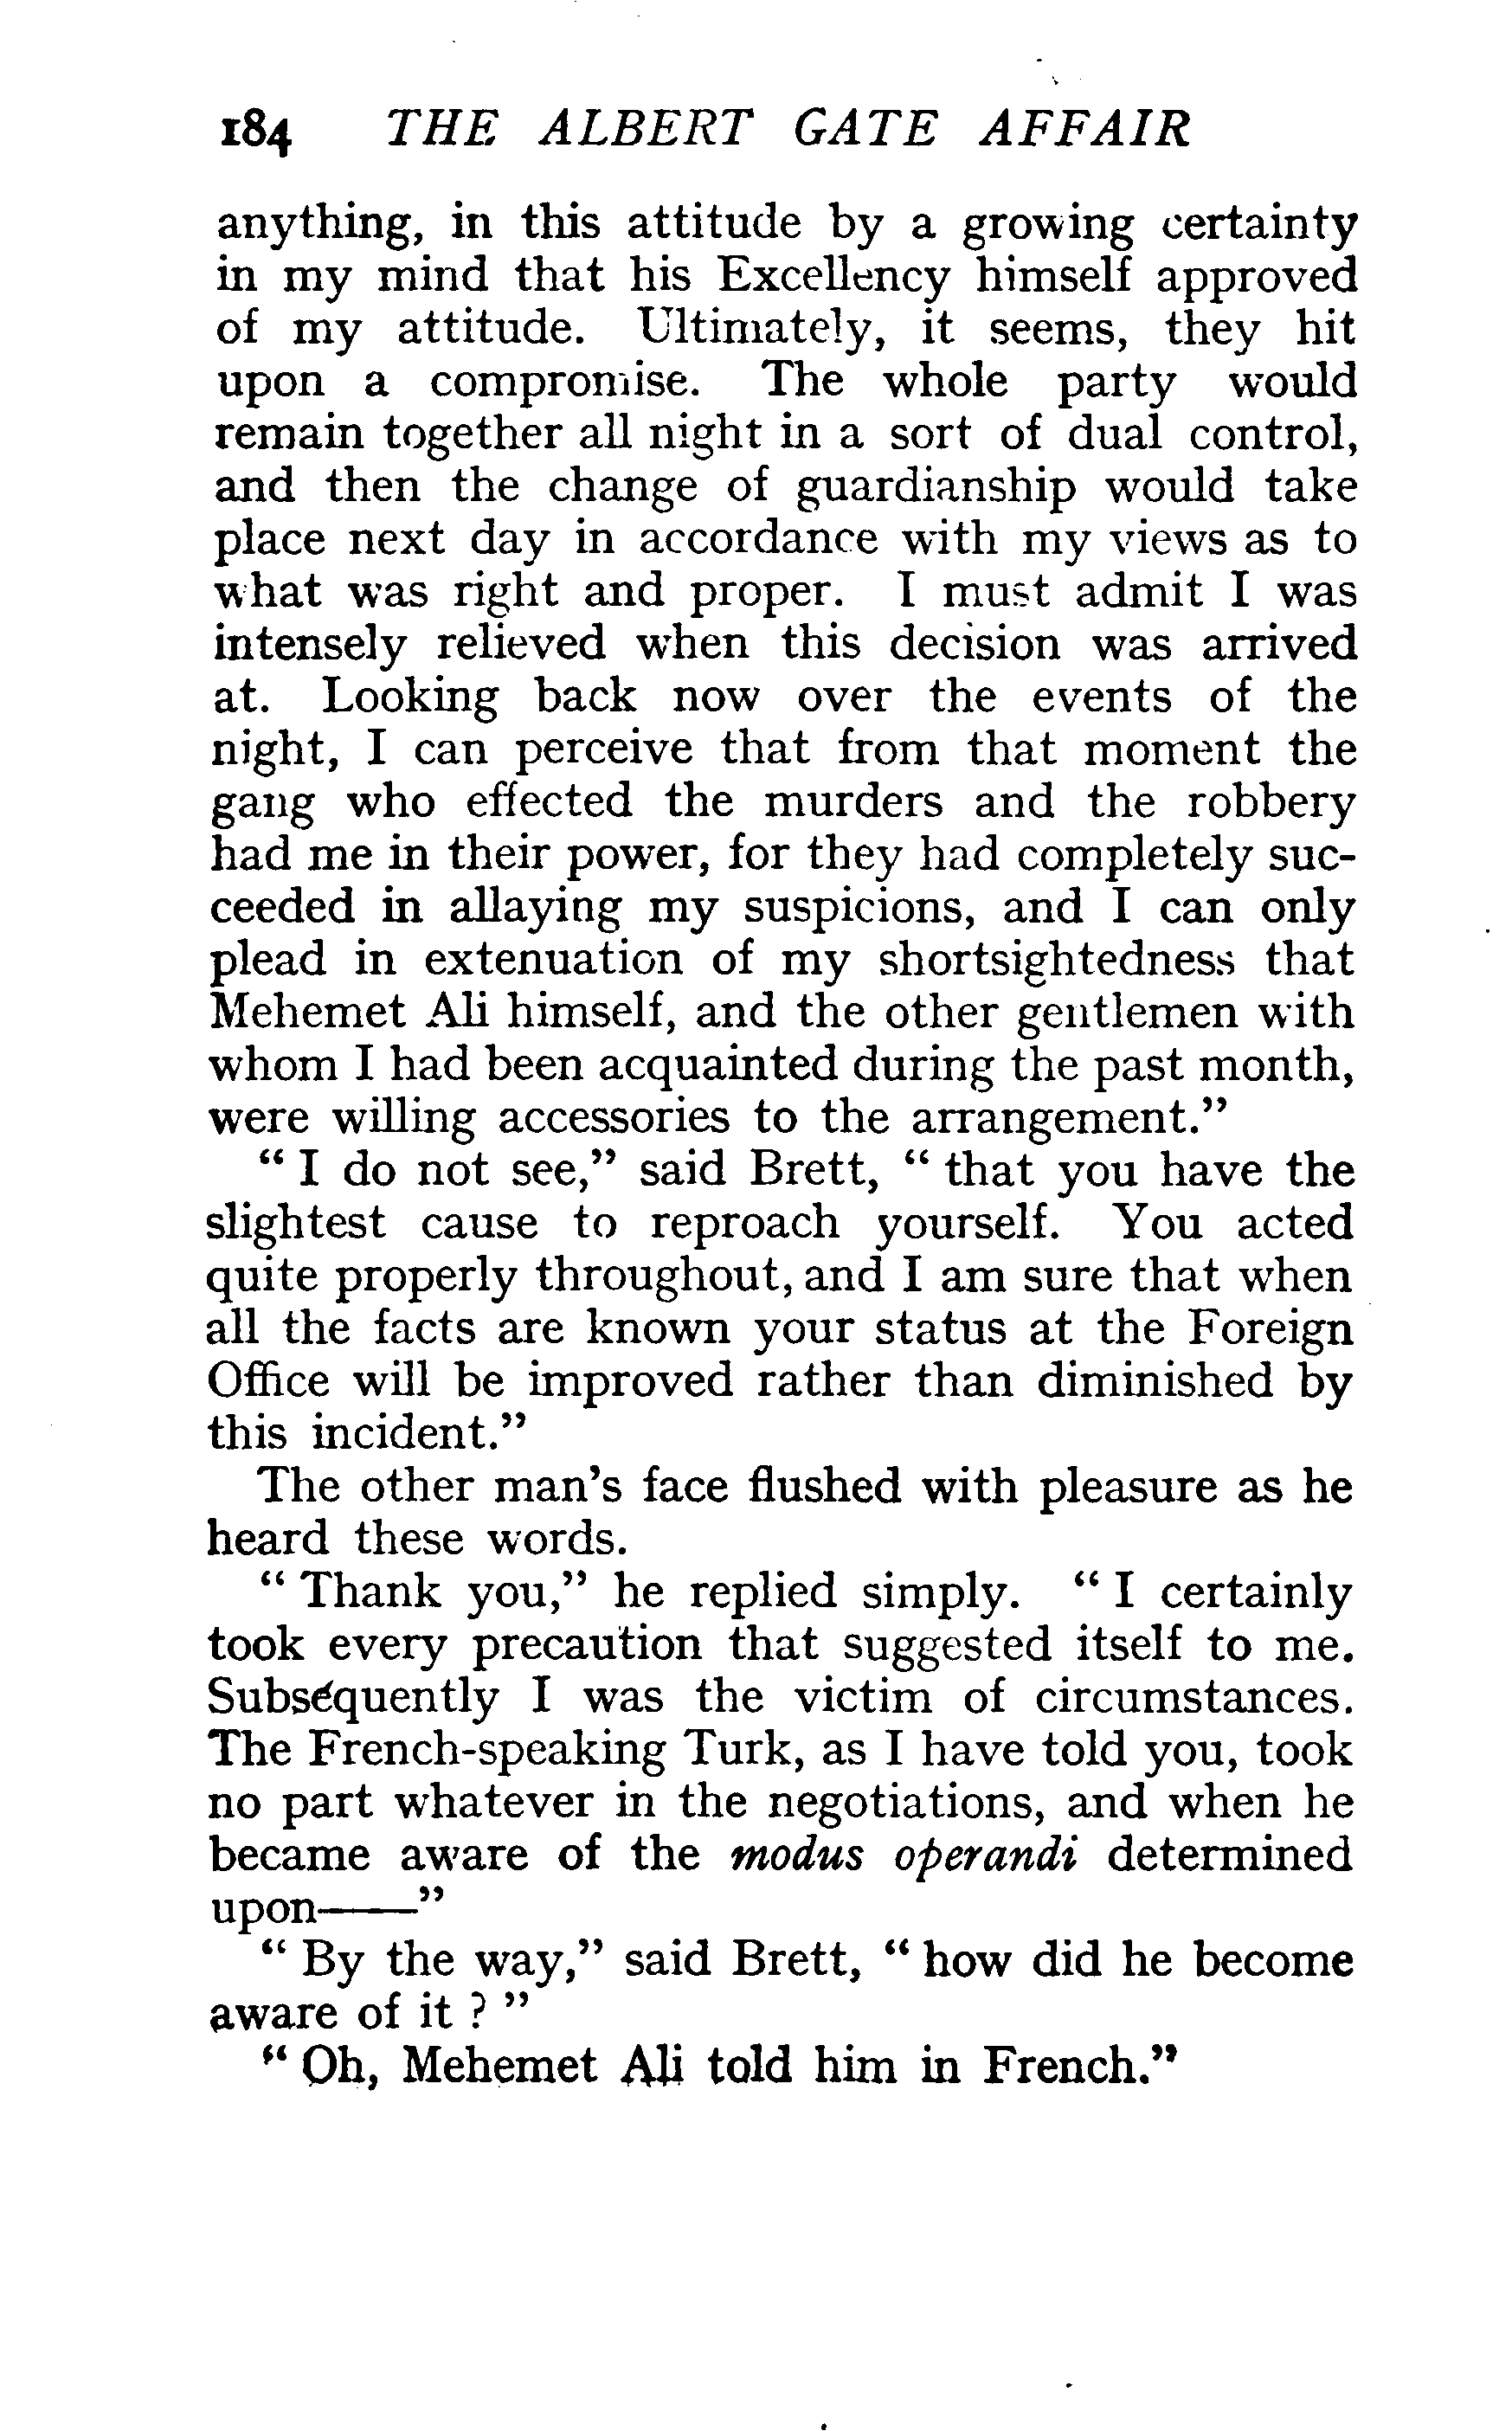 184 THE ALBERT GATE AFFAIR
anything, in this attitude by a growing certainty
in my mind that his Excellency himself approved
of my attitude. Ultimately, it seems, they hit
upon a compromise. The whole party would
remain together all night in a sort of dual control,
and then the change of guardianship would take
place next day in accordance with my views as to
what was right and proper. I must admit I was
intensely relieved when this decision was arrived
at. Looking back now over the events of the
night, I can perceive that from that moment the
gang who effected the murders and the robbery
had me in their power, for they had completely suc-
ceeded in allaying my suspicions, and I can only
plead in extenuation of my shortsightedness that
Mehemet Ali himself, and the other gentlemen with
whom I had been acquainted during the past month,
were willing accessories to the arrangement.”
“ I do not see,” said Brett, “ that you have the
slightest cause to reproach yourself. You acted
quite properly throughout, and I am sure that when
all the facts are known your status at the Foreign
Office will be improved rather than diminished by
this incident.”
The other man’s face flushed with pleasure as he
heard these words.
“ Thank you,” he replied simply. “ I certainly
took every precaution that suggested itself to me.
Subsequently I was the victim of circumstances.
The French-speaking Turk, as I have told you, took
no part whatever in the negotiations, and when he
became aware of the modus operandi determined
upon——”
“ By the way,” said Brett, “ how did he become
aware of it ? ”
“ Oh, Mehemet Ali told him in French.”